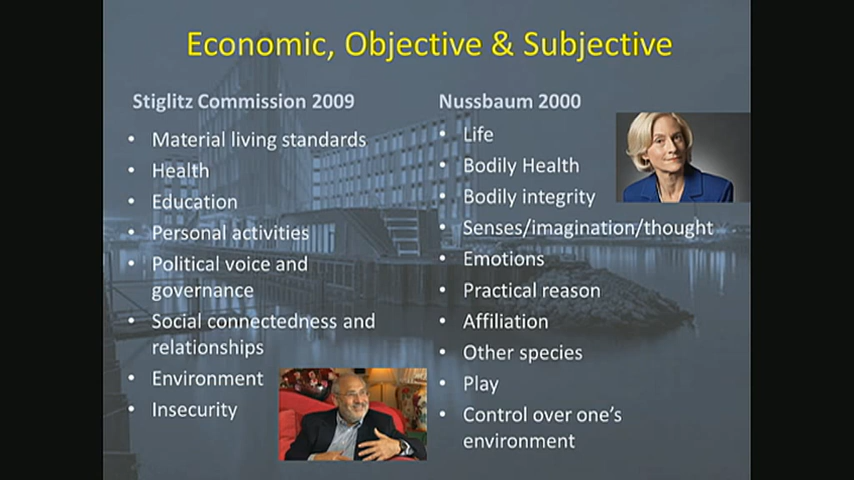 Economic, Objective & Subjective
Stiglitz Commission 2009
• Material living standards
• Health
• Education
• Personal activities
• Political voice and
governance
• Social connectedness and
relationships
• Environment
• Insecurity
Nussbaum 2000
• Life
• Bodily Health
• Bodily integrity
• Senses/imagination/thought
• Emotions
• Practical reason
• Affiliation
• Other species
• Play
• Control over one's
environment